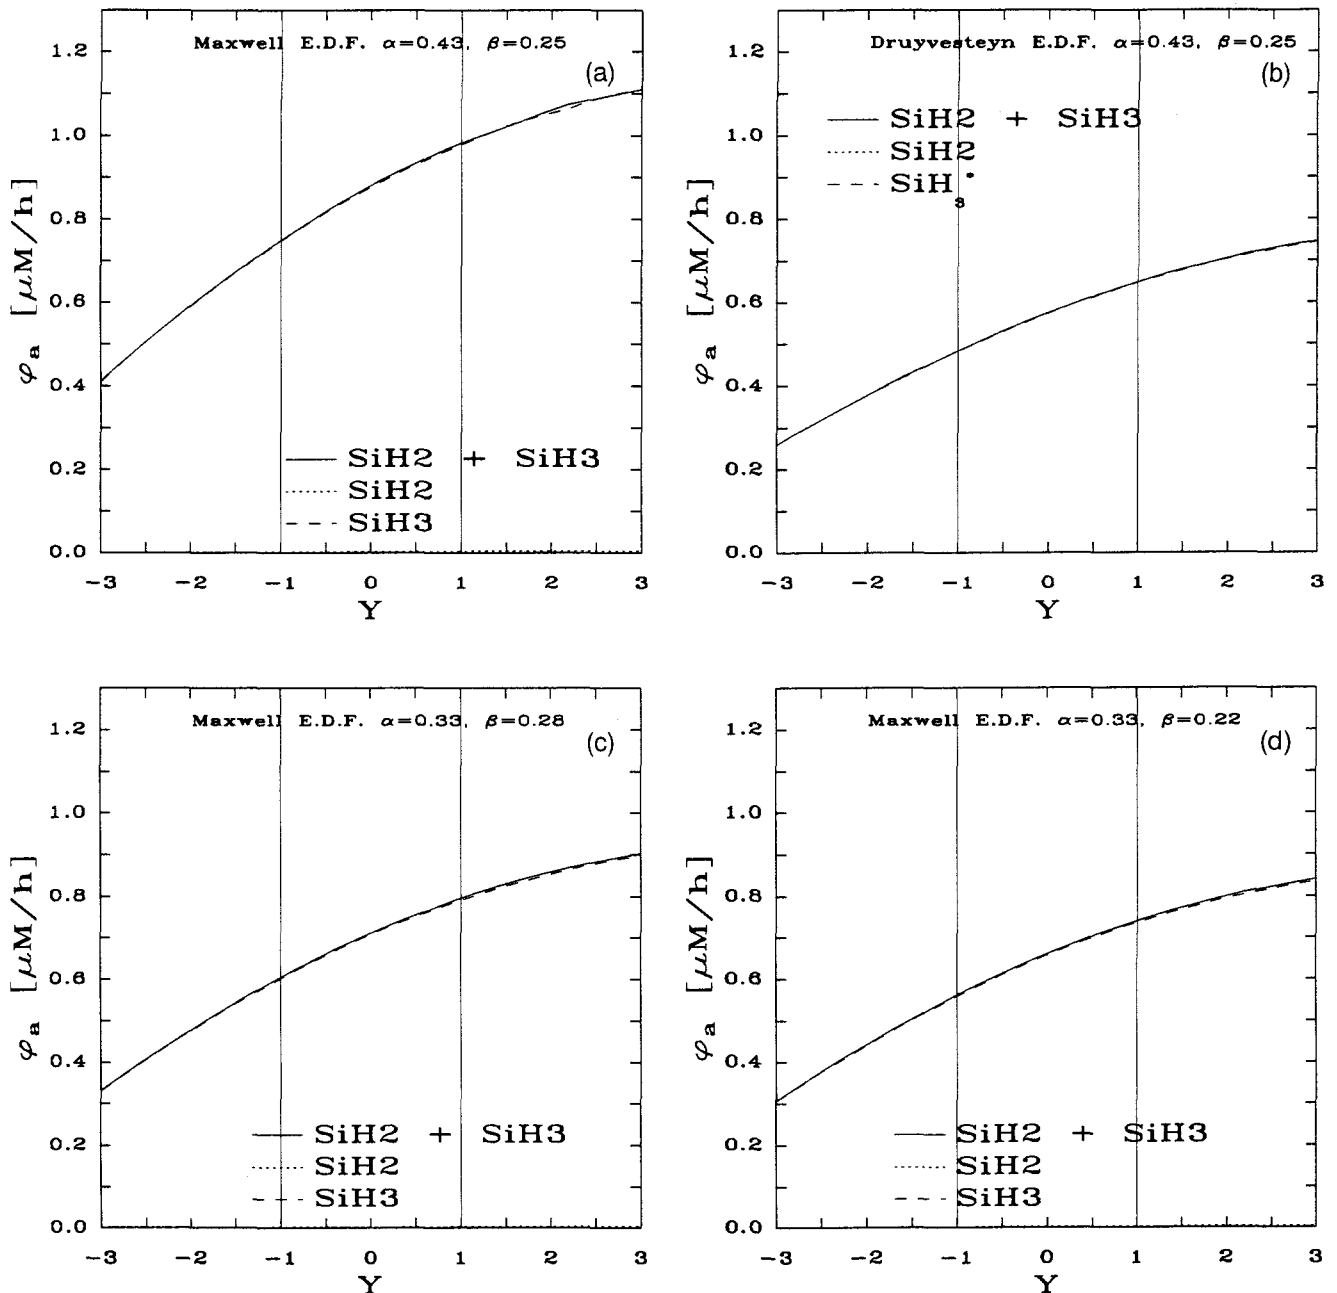 Maxwell E.D.F. α=0.43, β=0.25
(a)
1.2
1.0
0.8
0.6
0.4
0.2
0.0
φa [μM/h]
SiH2 + SiH3
SiH2
SiH3
-3 -2 -1 0 1 2 3
Y
Druyvesteyn E.D.F. α=0.43, β=0.25
(b)
1.2
1.0
0.8
0.6
0.4
0.2
0.0
φa [μM/h]
SiH2 + SiH3
SiH2
SiH3*
-3 -2 -1 0 1 2 3
Y
Maxwell E.D.F. α=0.33, β=0.28
(c)
1.2
1.0
0.8
0.6
0.4
0.2
0.0
φa [μM/h]
SiH2 + SiH3
SiH2
SiH3
-3 -2 -1 0 1 2 3
Y
Maxwell E.D.F. α=0.33, β=0.22
(d)
1.2
1.0
0.8
0.6
0.4
0.2
0.0
φa [μM/h]
SiH2 + SiH3
SiH2
SiH3
-3 -2 -1 0 1 2 3
Y